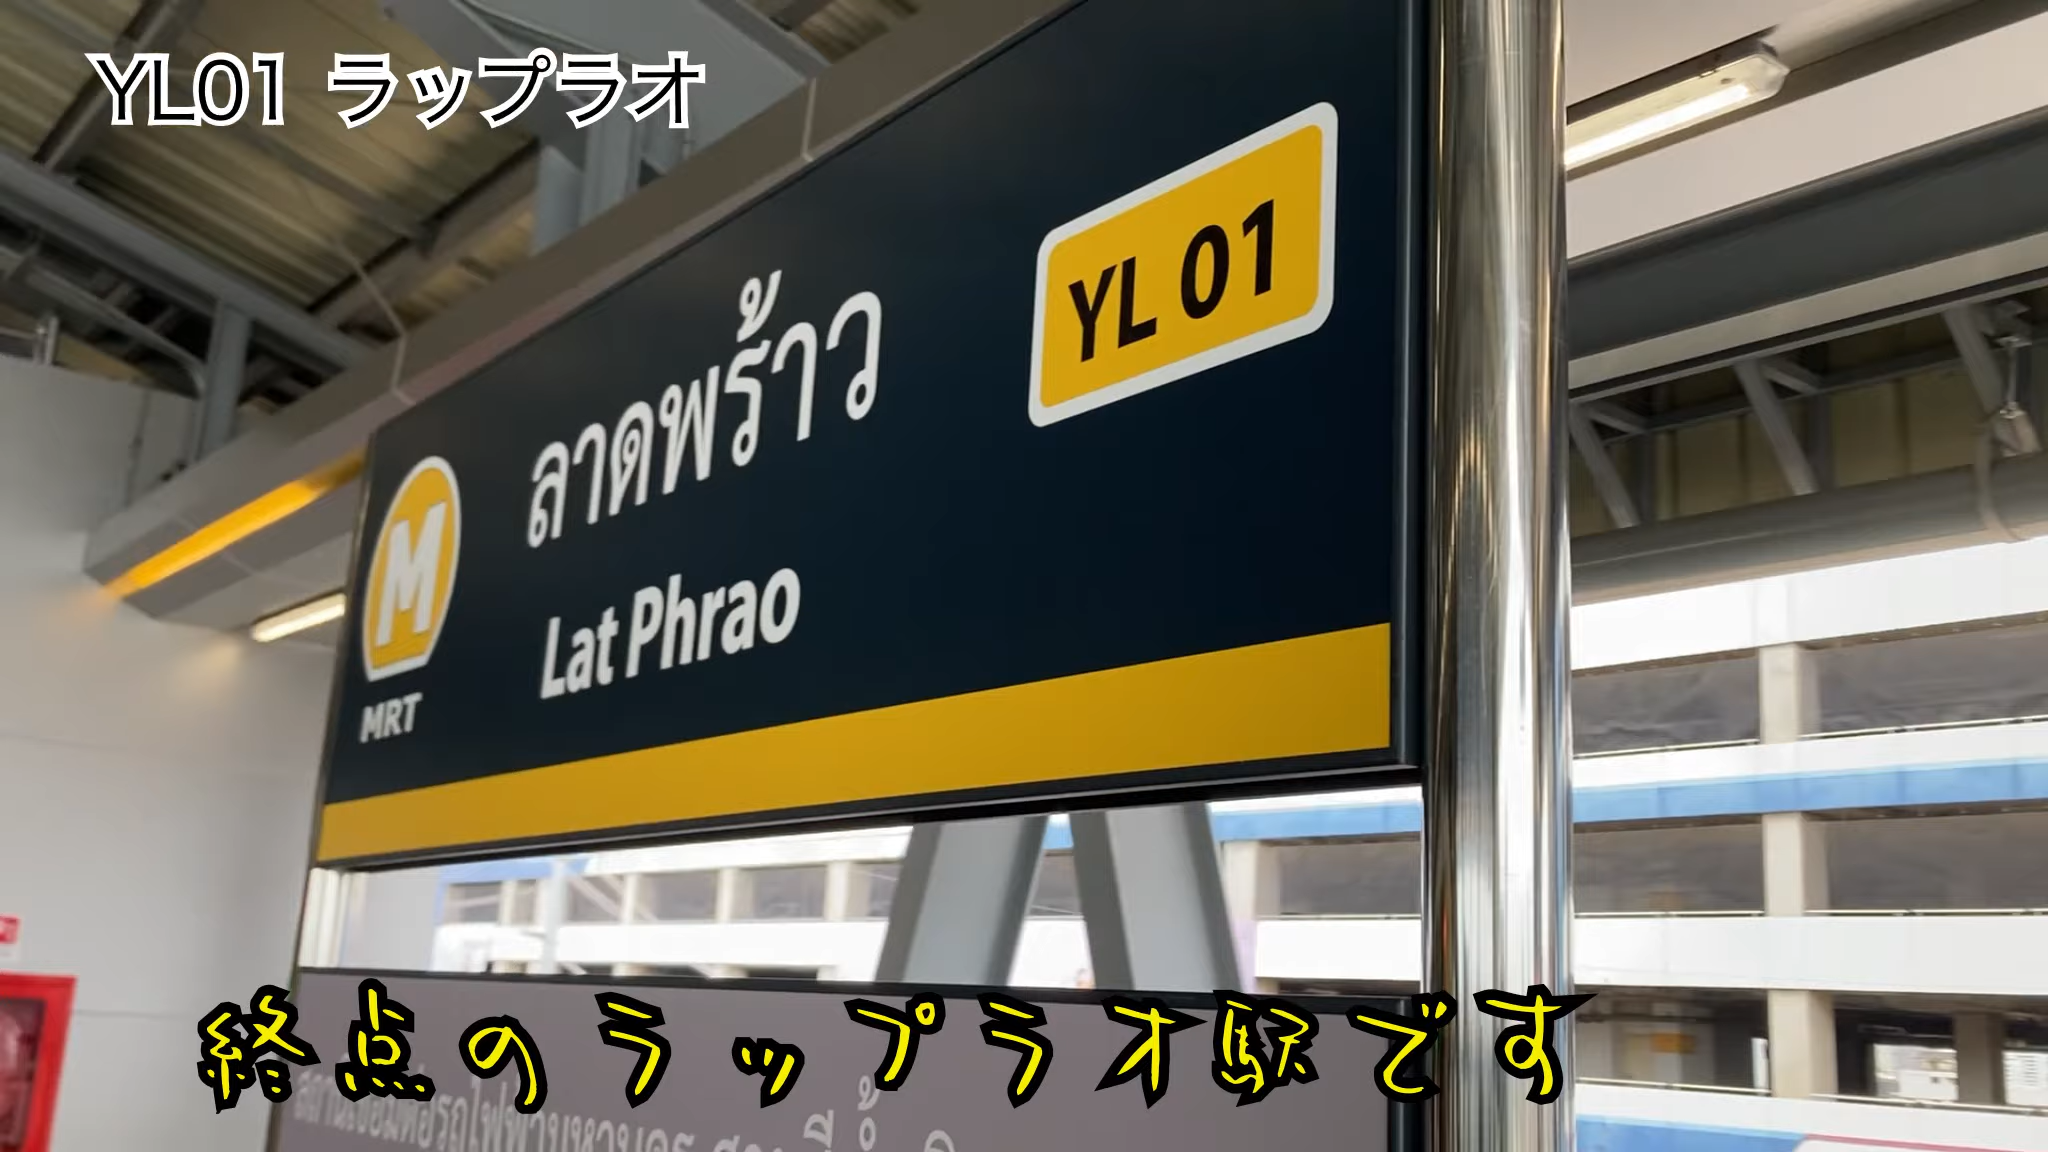 YL01 ラップラオ
YL 01
ลาดพร้าว
Lat Phrao
M
MRT
終点のラップラオ駅です